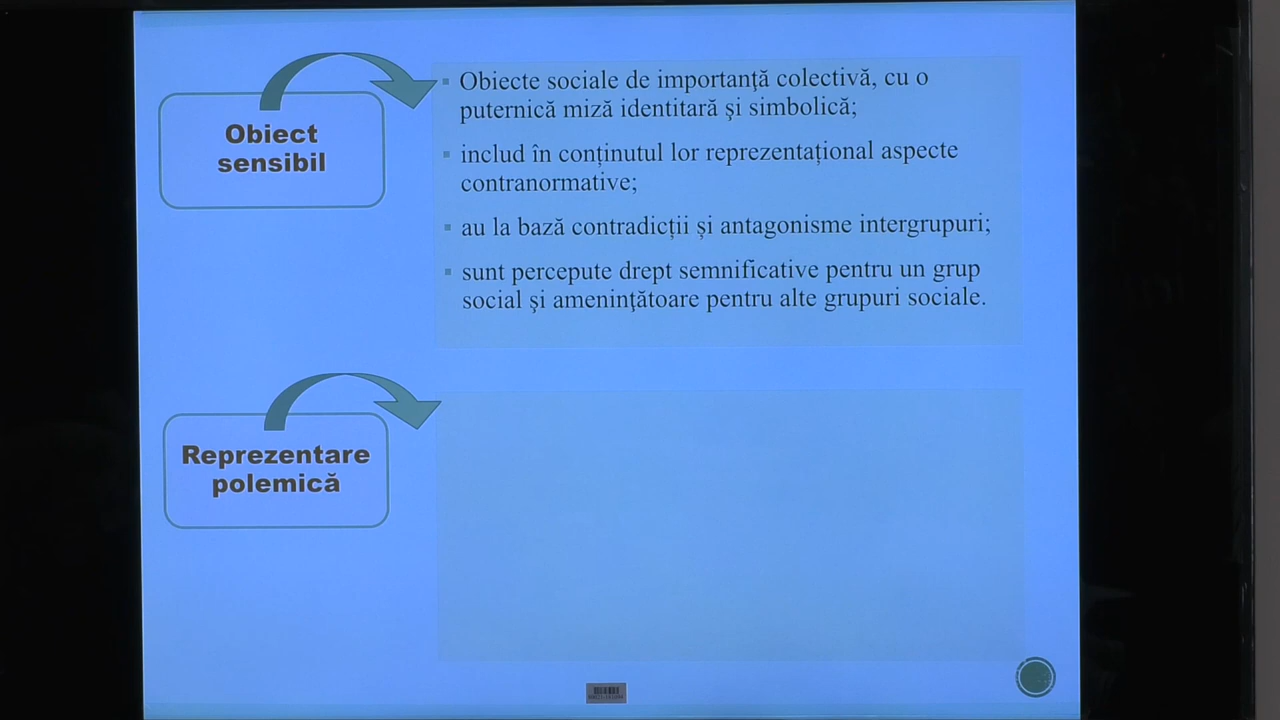 Obiect
sensibil
Obiecte sociale de importanţă colectivă, cu o
puternică miză identitară şi simbolică;
includ în conținutul lor reprezentațional aspecte
contranormative;
au la bază contradicții și antagonisme intergrupuri;
sunt percepute drept semnificative pentru un grup
social şi ameninţătoare pentru alte grupuri sociale.
Reprezentare
polemică